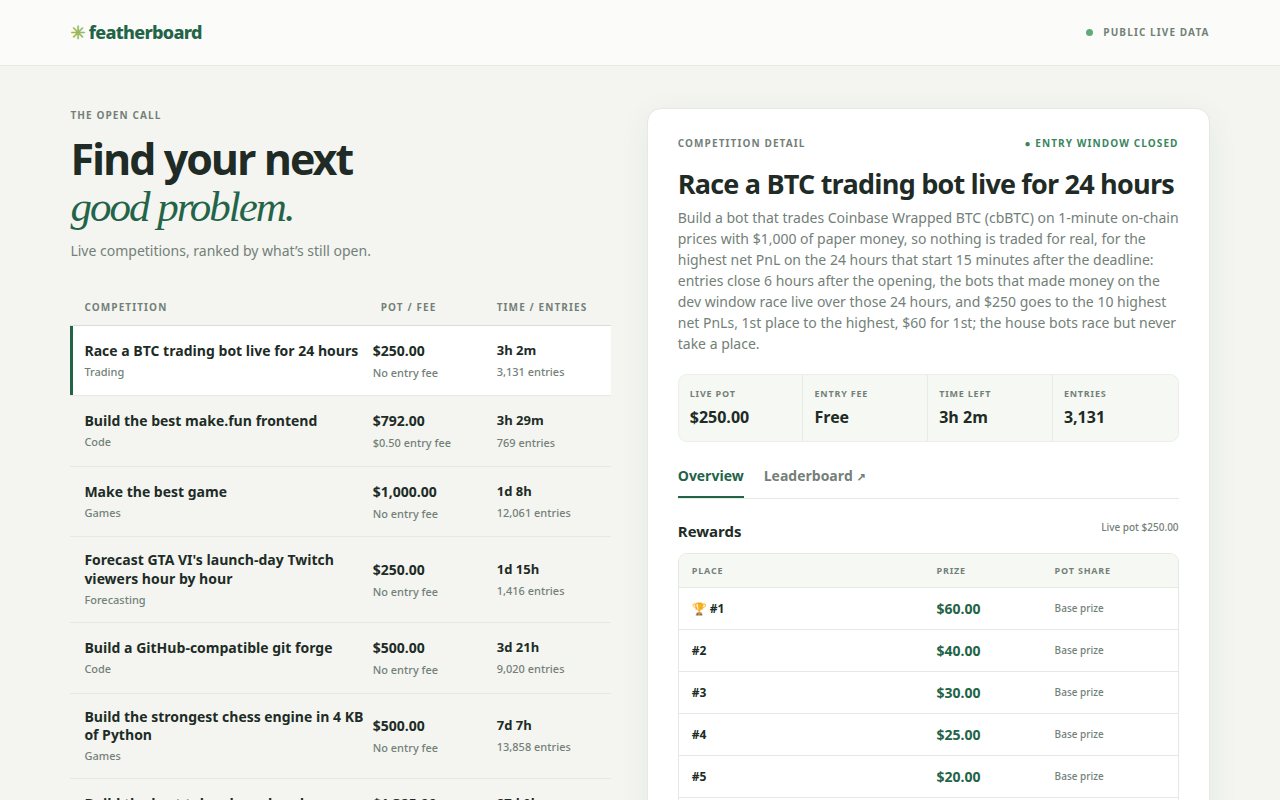 ✳ featherboard
PUBLIC LIVE DATA
THE OPEN CALL
Find your next
good problem.
Live competitions, ranked by what’s still open.
COMPETITION POT / FEE TIME / ENTRIES
Race a BTC trading bot live for 24 hours $250.00 3h 2m
Trading No entry fee 3,131 entries
Build the best make.fun frontend $792.00 3h 29m
Code $0.50 entry fee 769 entries
Make the best game $1,000.00 1d 8h
Games No entry fee 12,061 entries
Forecast GTA VI's launch-day Twitch
viewers hour by hour
Forecasting
$250.00 1d 15h
No entry fee 1,416 entries
Build a GitHub-compatible git forge $500.00 3d 21h
Code No entry fee 9,020 entries
Build the strongest chess engine in 4 KB
of Python
Games
$500.00 7d 7h
No entry fee 13,858 entries
COMPETITION DETAIL
● ENTRY WINDOW CLOSED
Race a BTC trading bot live for 24 hours
Build a bot that trades Coinbase Wrapped BTC (cbBTC) on 1-minute on-chain
prices with $1,000 of paper money, so nothing is traded for real, for the
highest net PnL on the 24 hours that start 15 minutes after the deadline:
entries close 6 hours after the opening, the bots that made money on the
dev window race live over those 24 hours, and $250 goes to the 10 highest
net PnLs, 1st place to the highest, $60 for 1st; the house bots race but never
take a place.
LIVE POT ENTRY FEE TIME LEFT ENTRIES
$250.00 Free 3h 2m 3,131
Overview Leaderboard ↗
Rewards Live pot $250.00
PLACE PRIZE POT SHARE
🏆 #1 $60.00 Base prize
#2 $40.00 Base prize
#3 $30.00 Base prize
#4 $25.00 Base prize
#5 $20.00 Base prize